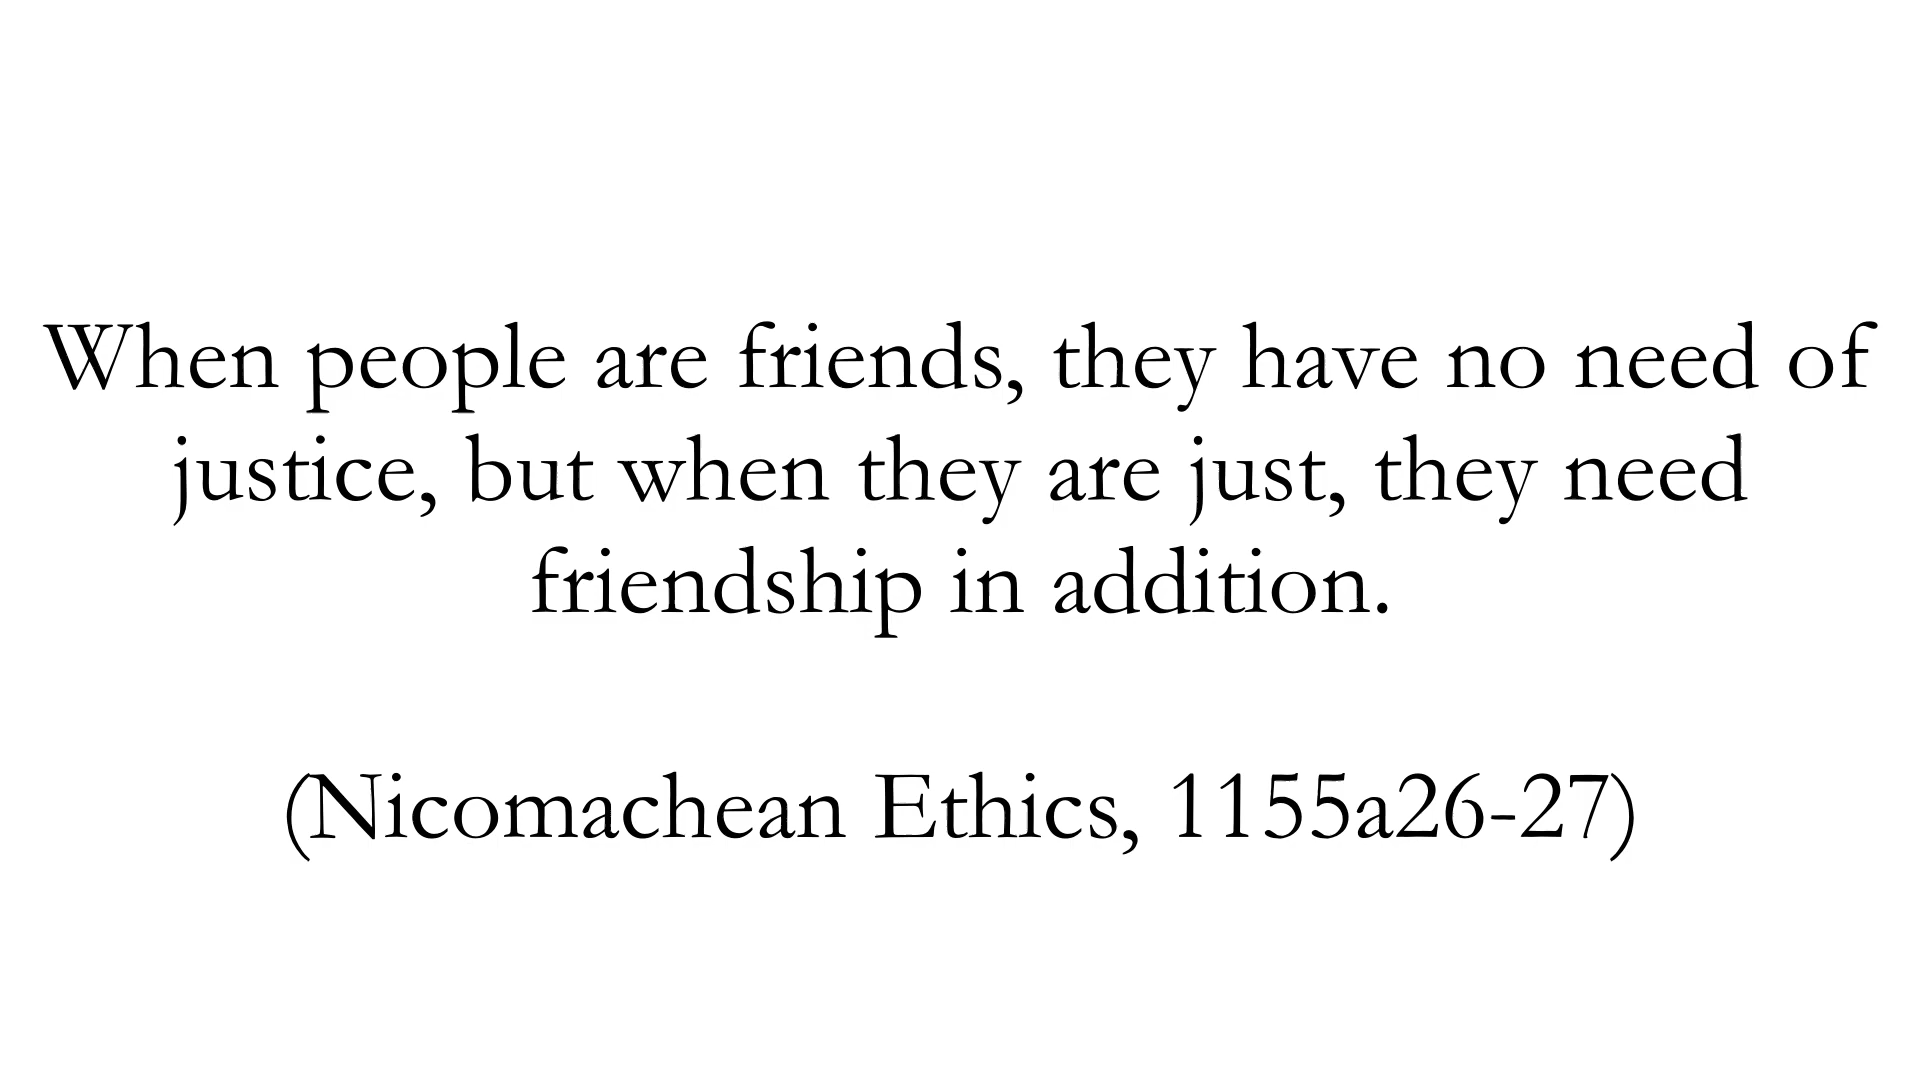 When people are friends, they have no need of
justice, but when they are just, they need
friendship in addition.
(Nicomachean Ethics, 1155a26-27)